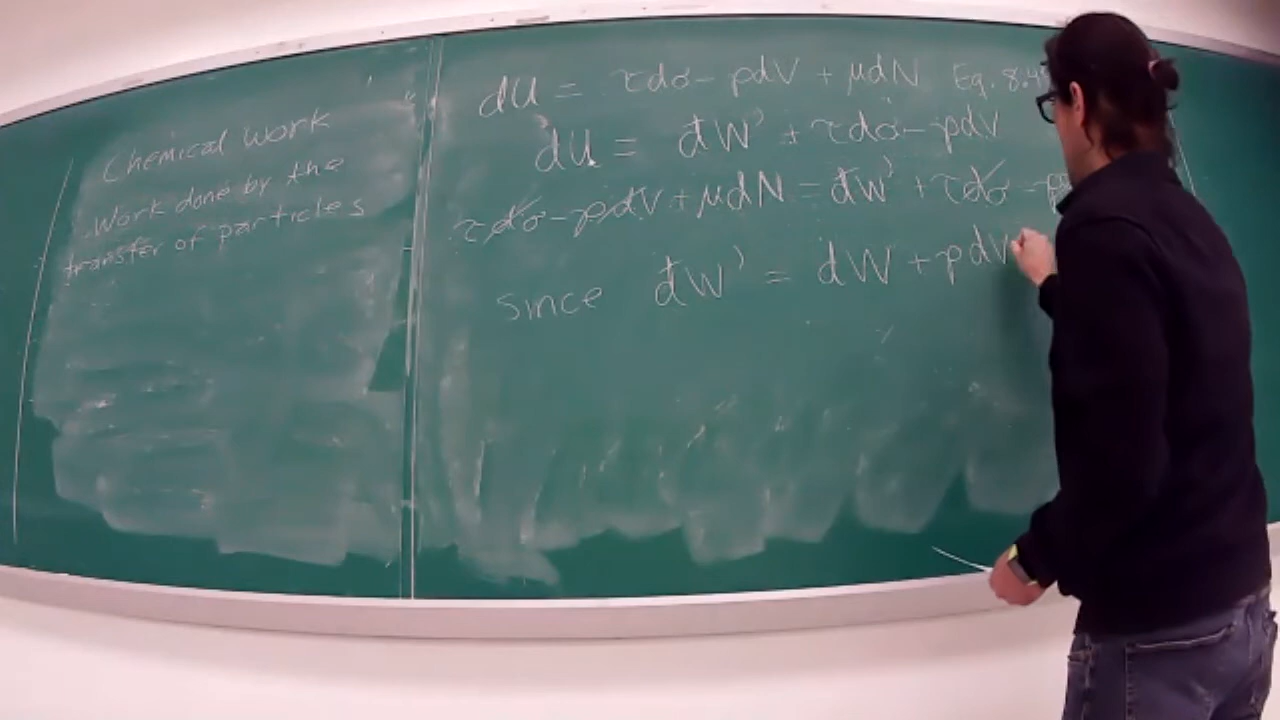 Chemical work
Work done by the
transfer of particles
dU = τdσ - pdV + μdN Eq. 8.4
đU = đW' + τdσ - pdV
τdσ - pdV + μdN = đW' + τdσ - p
since đW' = dW + pdV